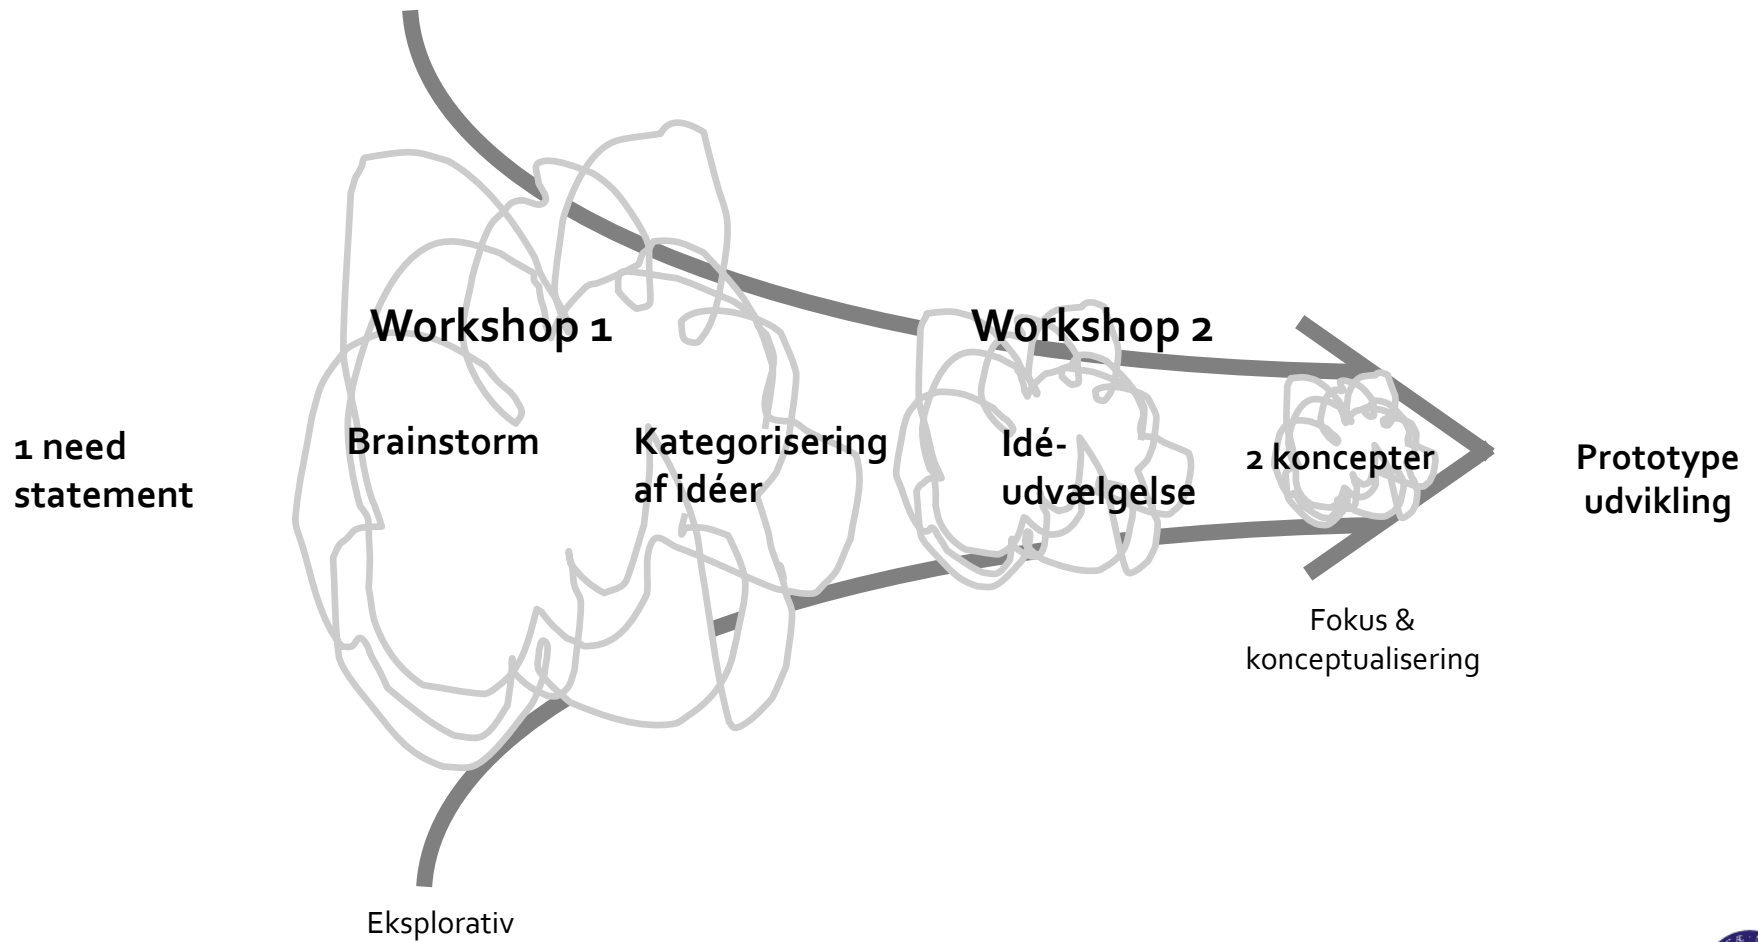 Workshop 1
Workshop 2
1 need
statement
Brainstorm
Kategorisering
af idéer
Idé-
udvælgelse
2 koncepter
Prototype
udvikling
Fokus &
konceptualisering
Eksplorativ